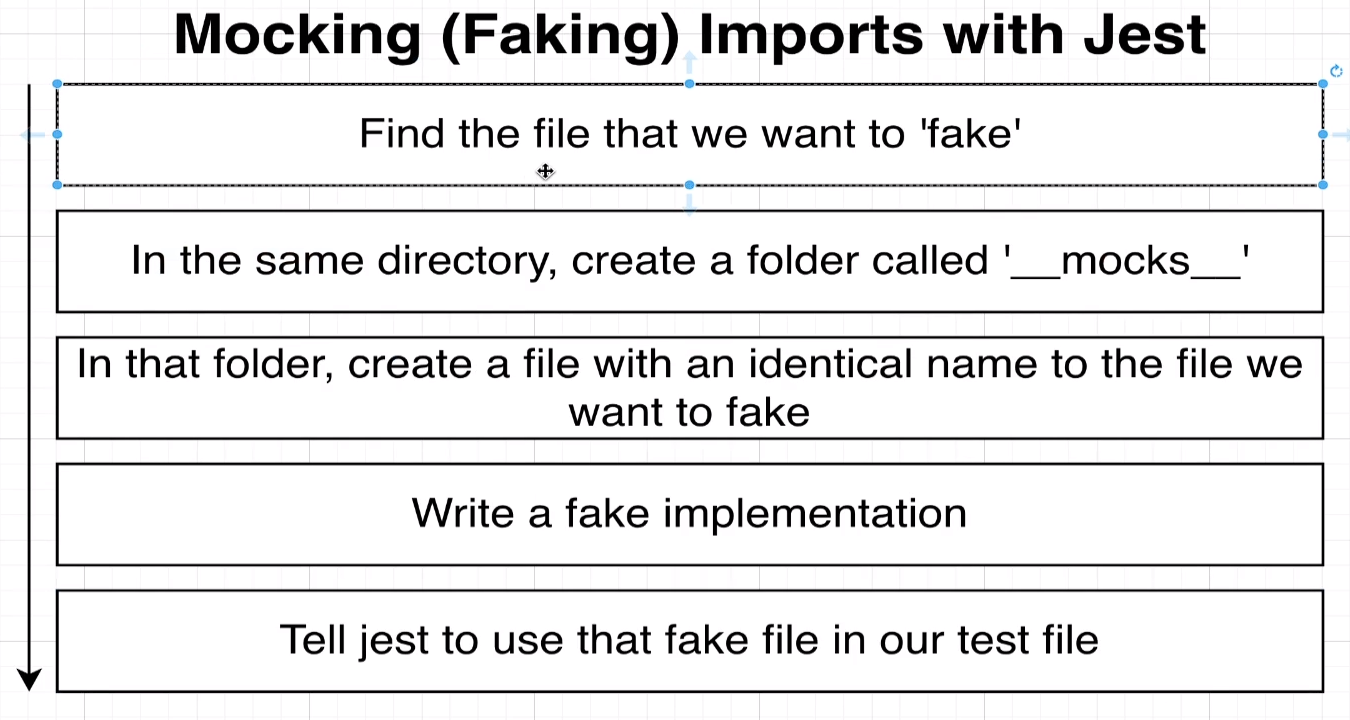 Mocking (Faking) Imports with Jest
Find the file that we want to 'fake'
In the same directory, create a folder called '__mocks__'
In that folder, create a file with an identical name to the file we
want to fake
Write a fake implementation
Tell jest to use that fake file in our test file